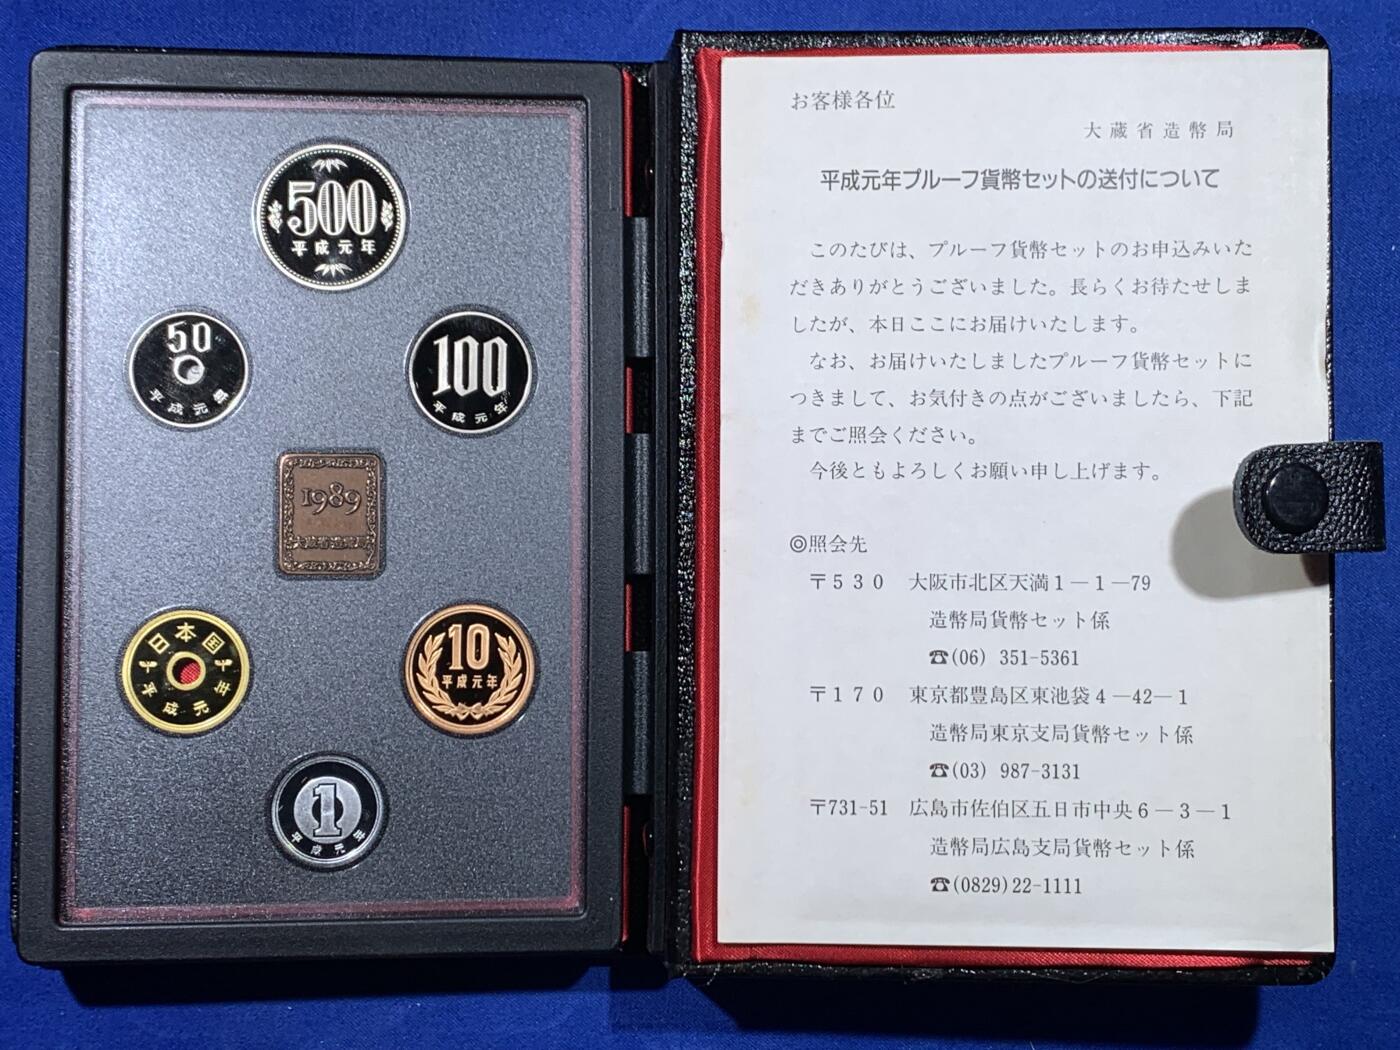 500
平成元年
50
平成元年
100
平成元年
1989
大蔵省造幣局
日本国
平成元年
10
平成元年
1
平成元年
お客様各位
大蔵省造幣局
平成元年プルーフ貨幣セットの送付について
このたびは、プルーフ貨幣セットのお申込みいた
だきありがとうございました。長らくお待たせしま
したが、本日ここにお届けいたします。
なお、お届けいたしましたプルーフ貨幣セットに
つきまして、お気付きの点がございましたら、下記
までご照会ください。
今後ともよろしくお願い申し上げます。
◎照会先
〒530 大阪市北区天満1―1―79
造幣局貨幣セット係
☎(06) 351-5361
〒170 東京都豊島区東池袋4―42―1
造幣局東京支局貨幣セット係
☎(03) 987-3131
〒731-51 広島市佐伯区五日市中央6―3―1
造幣局広島支局貨幣セット係
☎(0829)22-1111